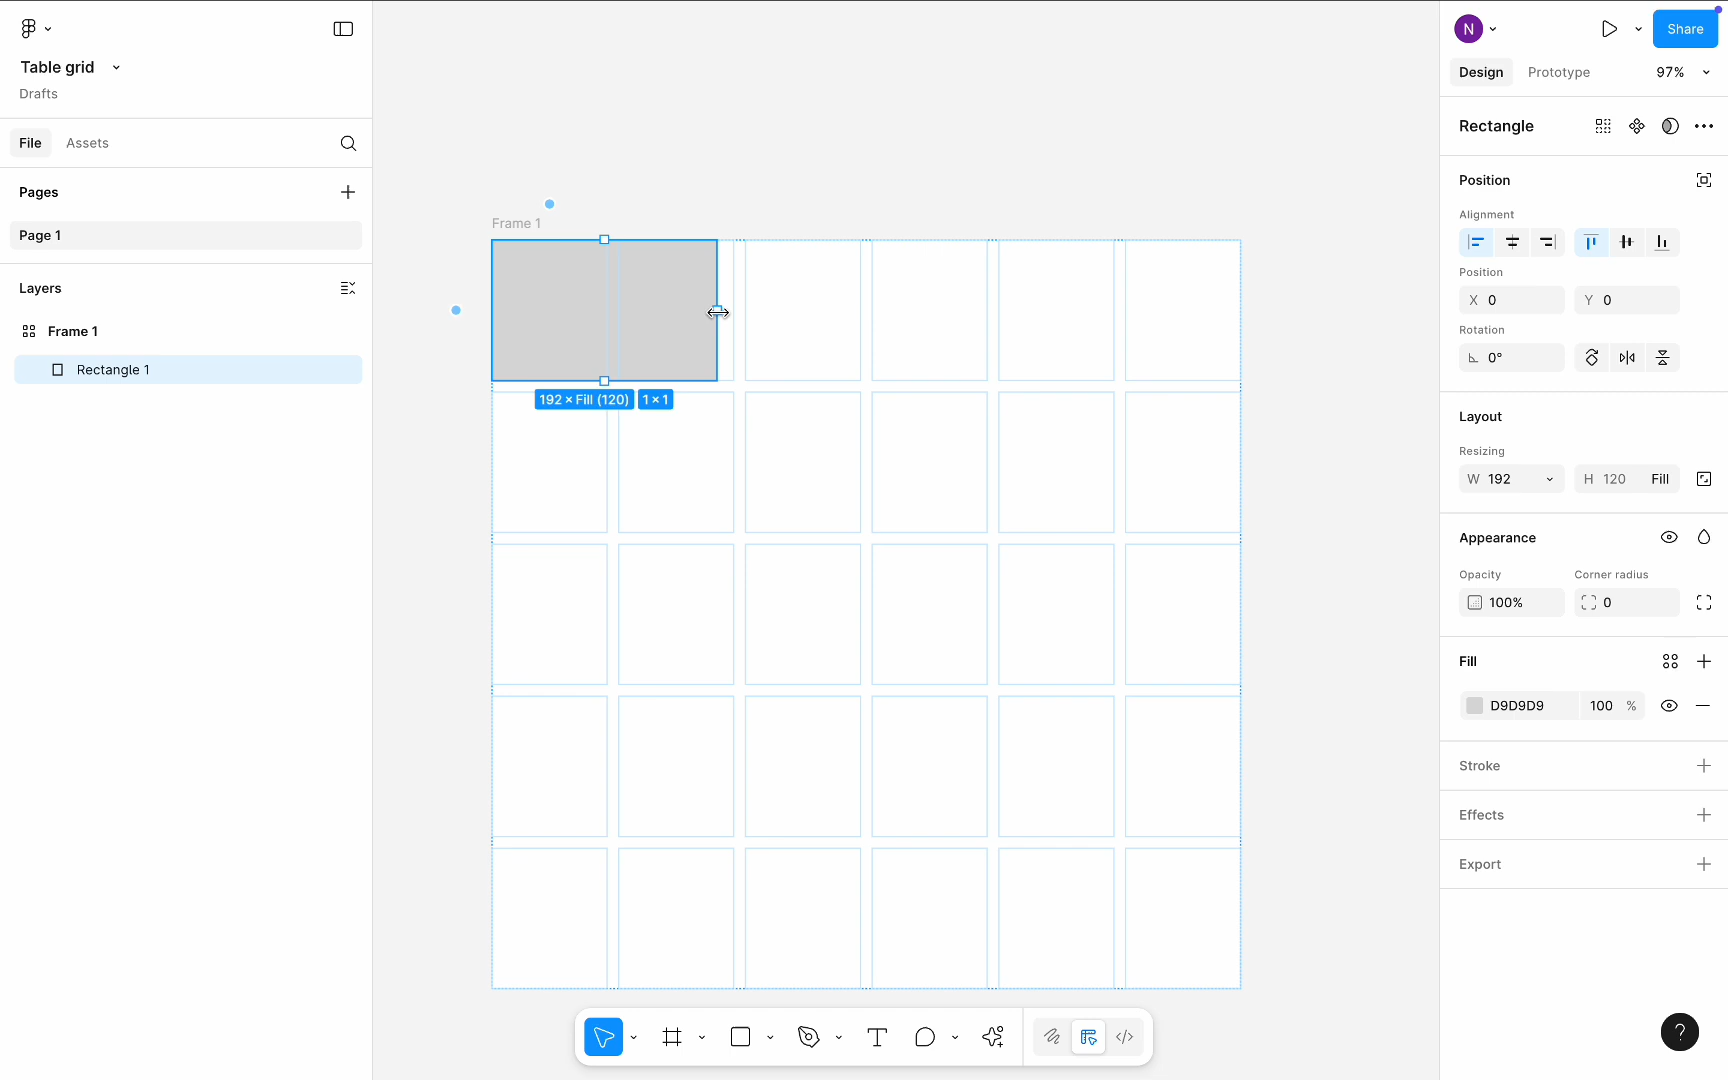 Table grid
Drafts
File Assets
Pages
Page 1
Layers
Frame 1
Rectangle 1
Frame 1
192 × Fill (120) 1 × 1
N
Share
Design Prototype 97%
Rectangle
Position
Alignment
Position
X 0 Y 0
Rotation
0°
Layout
Resizing
W 192 H 120 Fill
Appearance
Opacity Corner radius
100% 0
Fill
D9D9D9 100 %
Stroke
Effects
Export
?